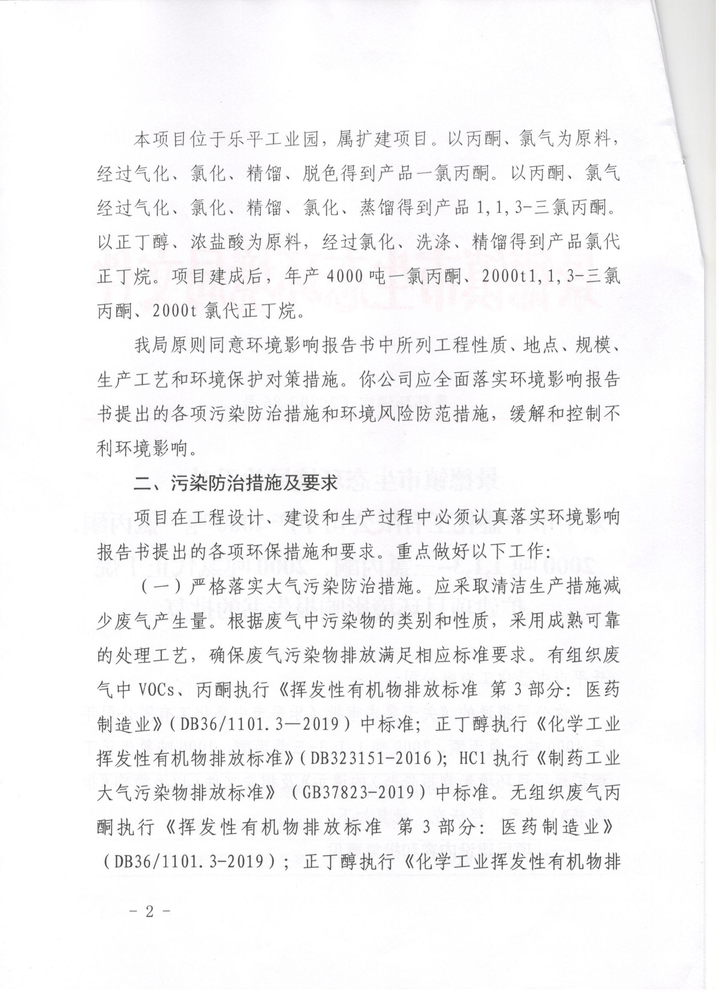 本项目位于乐平工业园，属扩建项目。以丙酮、氯气为原料，
经过气化、氯化、精馏、脱色得到产品一氯丙酮。以丙酮、氯气
经过气化、氯化、精馏、氯化、蒸馏得到产品1,1,3-三氯丙酮。
以正丁醇、浓盐酸为原料，经过氯化、洗涤、精馏得到产品氯代
正丁烷。项目建成后，年产4000吨一氯丙酮、2000t1,1,3-三氯
丙酮、2000t氯代正丁烷。
我局原则同意环境影响报告书中所列工程性质、地点、规模、
生产工艺和环境保护对策措施。你公司应全面落实环境影响报告
书提出的各项污染防治措施和环境风险防范措施，缓解和控制不
利环境影响。
二、污染防治措施及要求
项目在工程设计、建设和生产过程中必须认真落实环境影响
报告书提出的各项环保措施和要求。重点做好以下工作：
（一）严格落实大气污染防治措施。应采取清洁生产措施减
少废气产生量。根据废气中污染物的类别和性质，采用成熟可靠
的处理工艺，确保废气污染物排放满足相应标准要求。有组织废
气中VOCs、丙酮执行《挥发性有机物排放标准 第3部分：医药
制造业》（DB36/1101.3—2019）中标准；正丁醇执行《化学工业
挥发性有机物排放标准》（DB323151-2016）；HCl执行《制药工业
大气污染物排放标准》（GB37823-2019）中标准。无组织废气丙
酮执行《挥发性有机物排放标准 第3部分：医药制造业》
（DB36/1101.3-2019）；正丁醇执行《化学工业挥发性有机物排
- 2 -